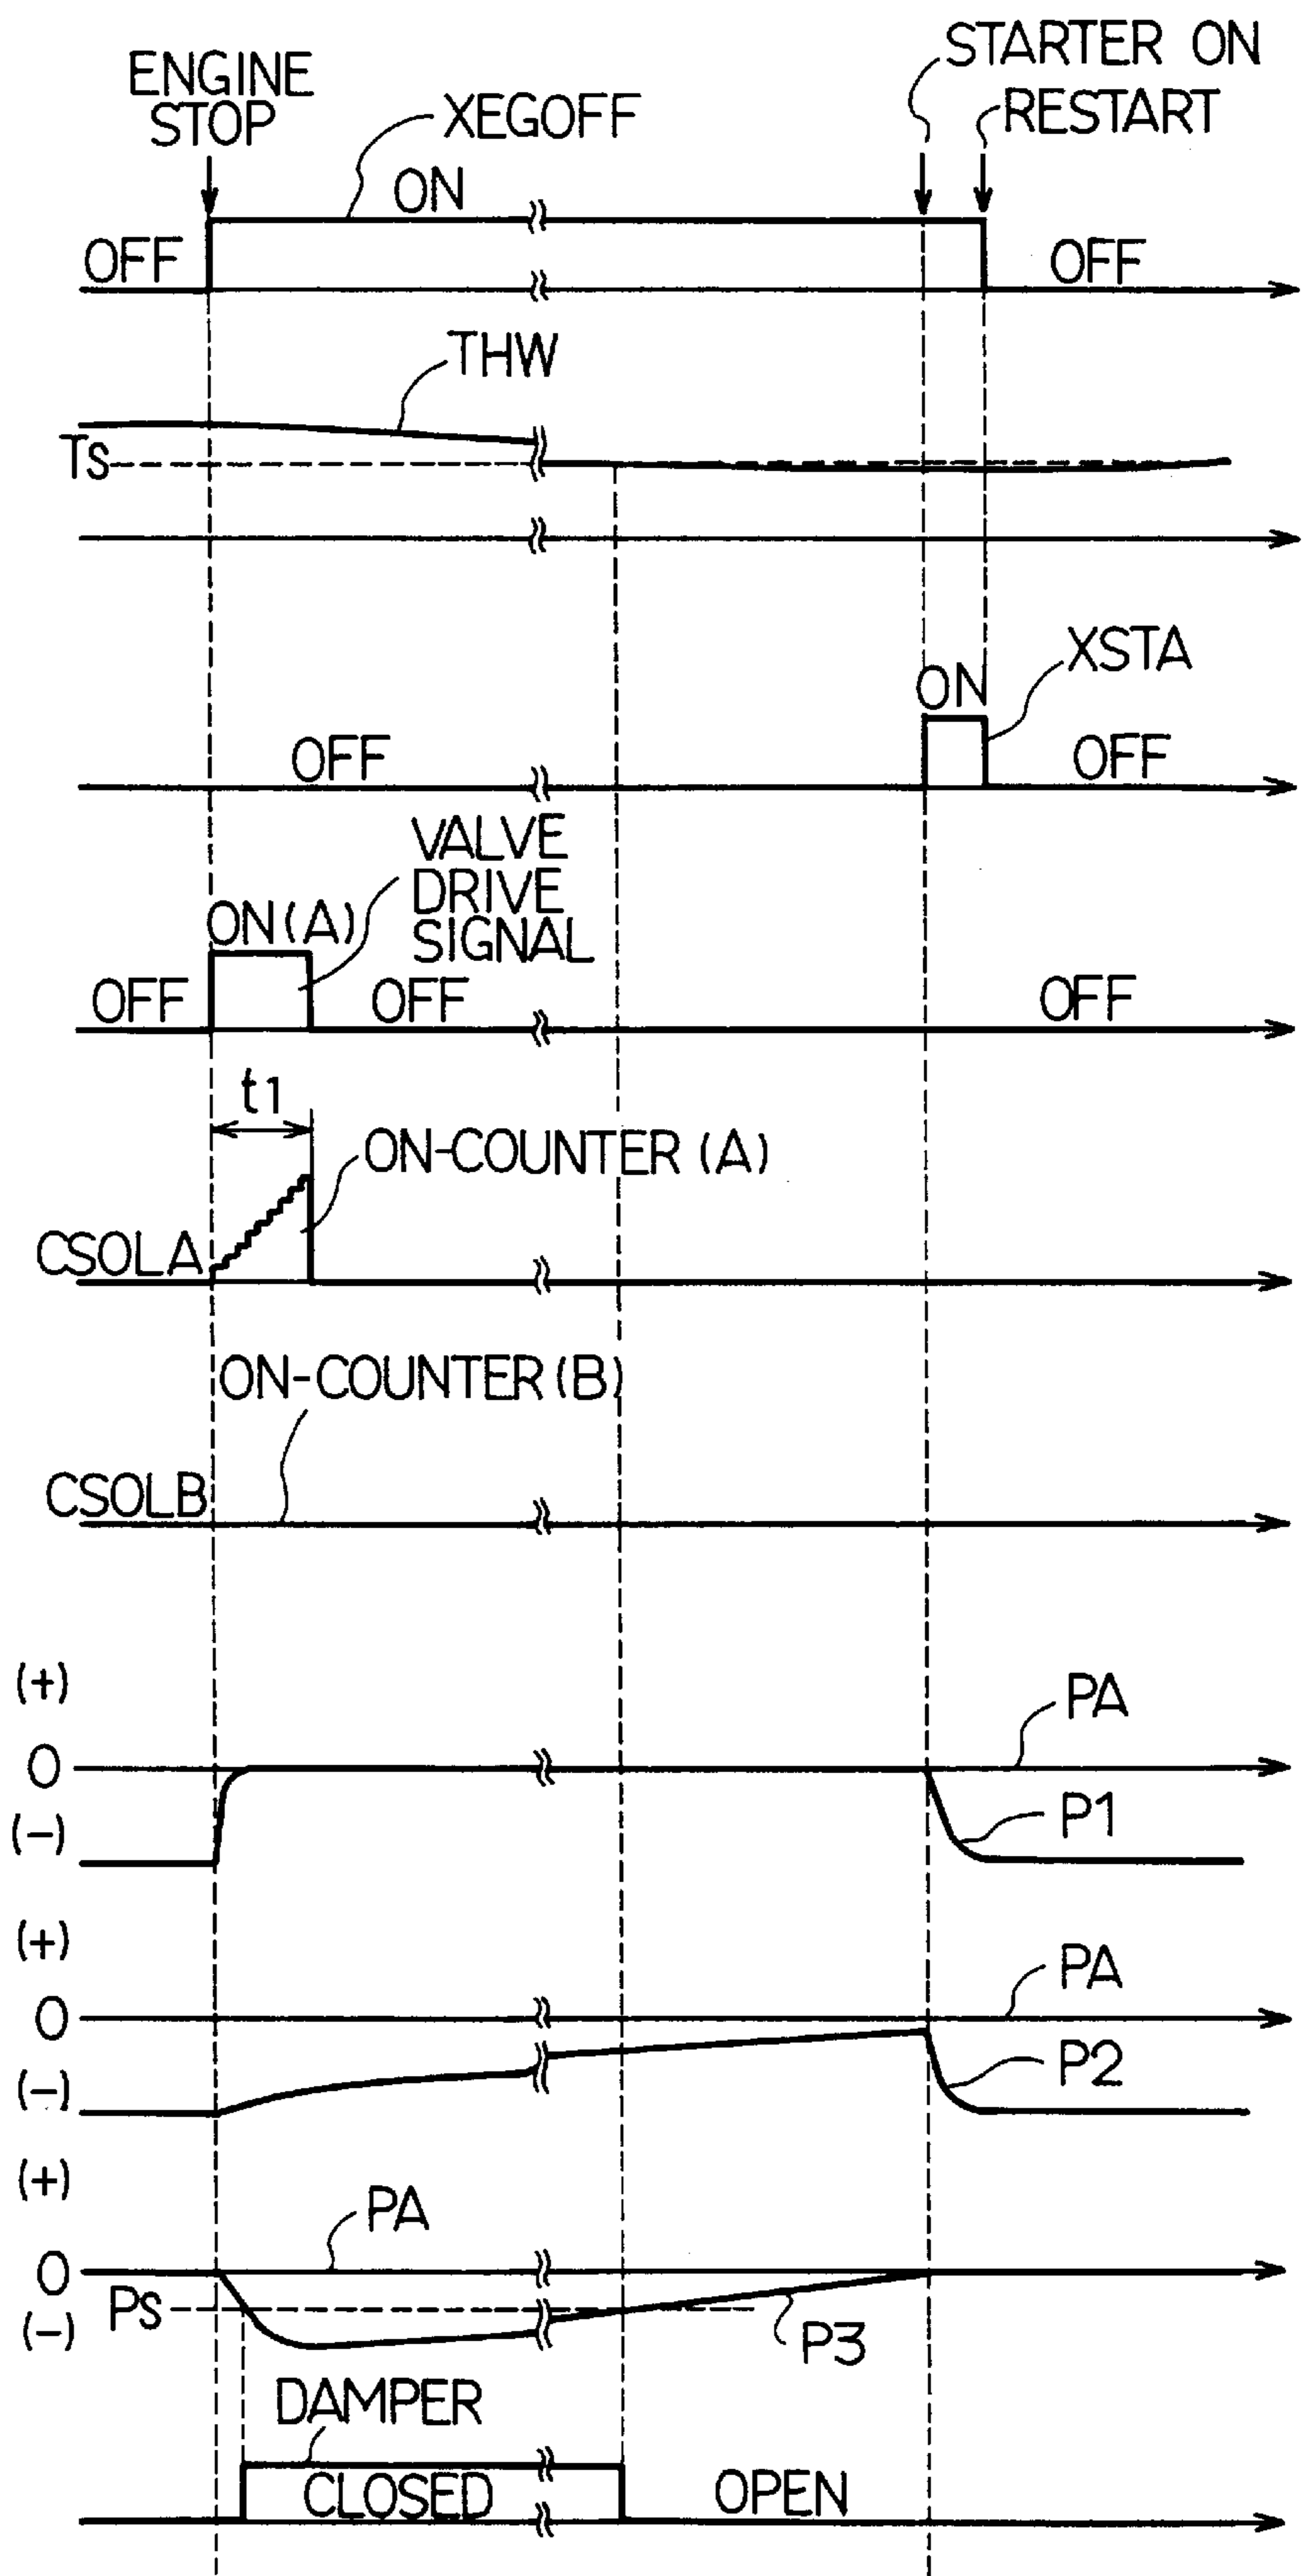 STARTER ON
ENGINE
STOP
XEGOFF
RESTART
ON
OFF
OFF
THW
Ts
XSTA
ON
OFF
OFF
VALVE
DRIVE
SIGNAL
ON(A)
OFF
OFF
OFF
t1
ON-COUNTER (A)
CSOLA
ON-COUNTER (B)
CSOLB
(+)
PA
0
(-)
P1
(+)
PA
0
(-)
P2
(+)
PA
0
Ps
(-)
P3
DAMPER
CLOSED
OPEN